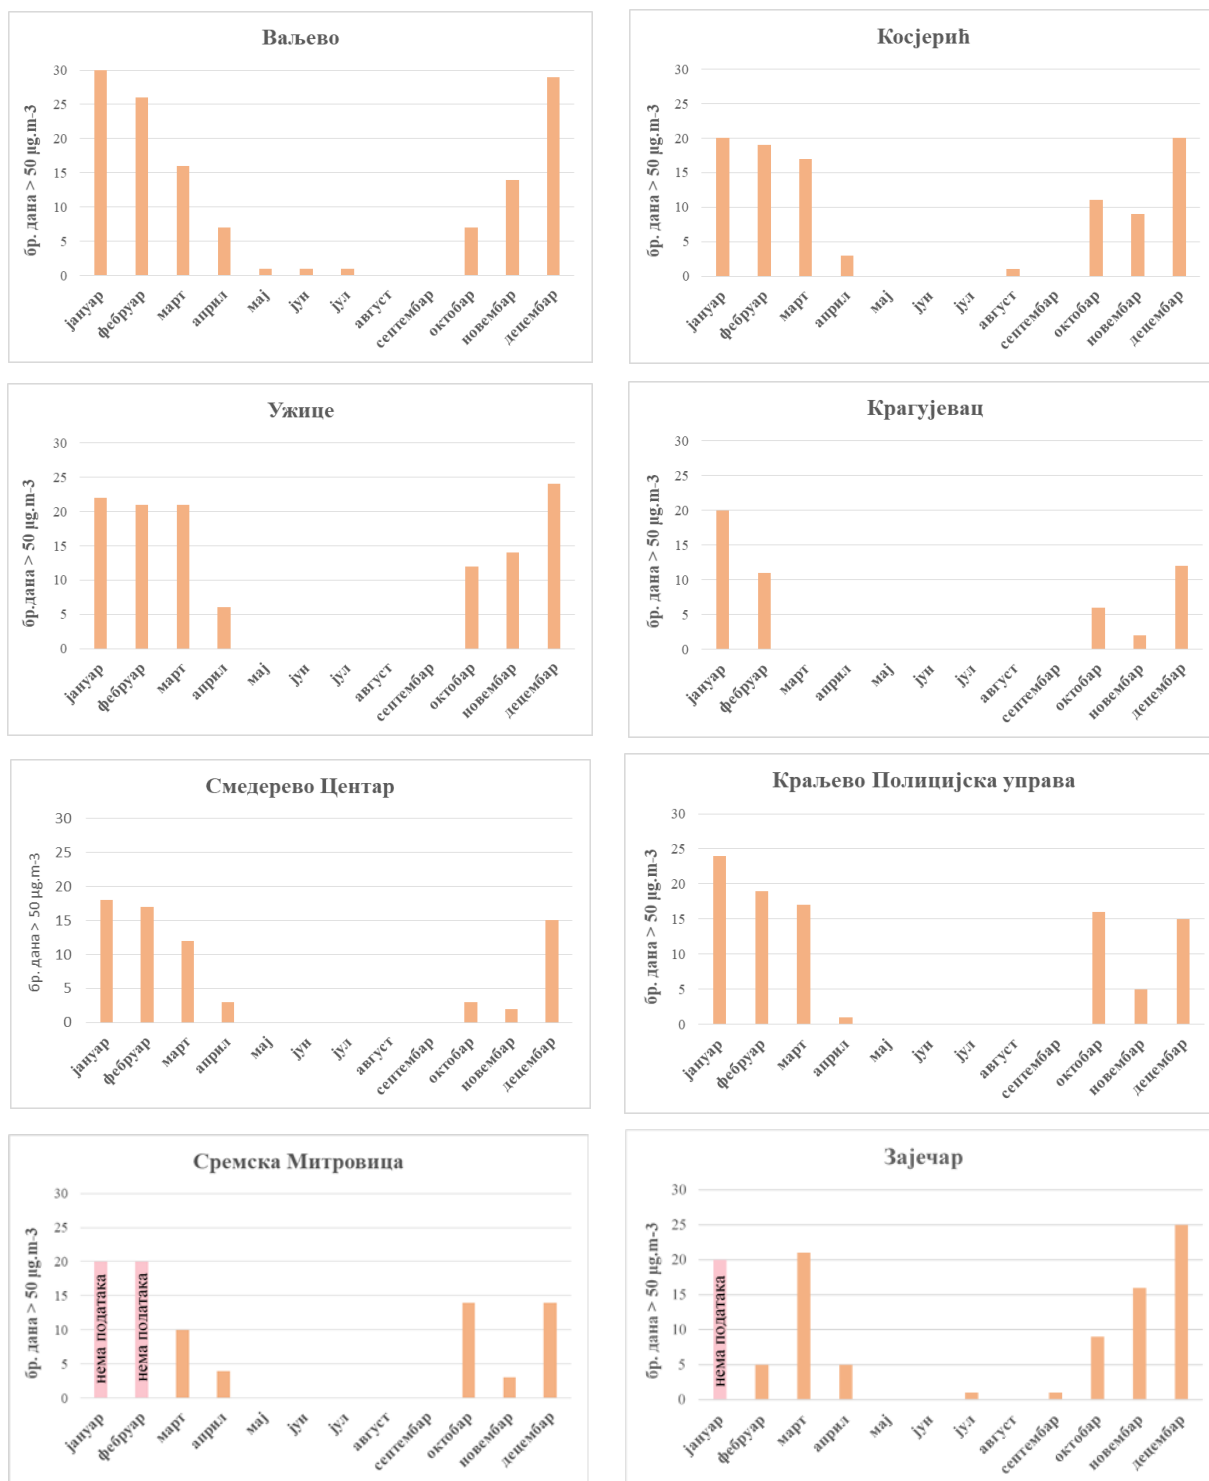 Ваљево
бр. дана > 50 µg.m-3
30
25
20
15
10
5
0
јануар
фебруар
март
април
мај
јун
јул
август
септембар
октобар
новембар
децембар
Косјерић
бр. дана > 50 µg.m-3
30
25
20
15
10
5
0
јануар
фебруар
март
април
мај
јун
јул
август
септембар
октобар
новембар
децембар
Ужице
бр.дана > 50 µg.m-3
30
25
20
15
10
5
0
јануар
фебруар
март
април
мај
јун
јул
август
септембар
октобар
новембар
децембар
Крагујевац
бр. дана > 50 µg.m-3
30
25
20
15
10
5
0
јануар
фебруар
март
април
мај
јун
јул
август
септембар
октобар
новембар
децембар
Смедерево Центар
бр. дана > 50 µg.m-3
30
25
20
15
10
5
0
јануар
фебруар
март
април
мај
јун
јул
август
септембар
октобар
новембар
децембар
Краљево Полицијска управа
бр. дана > 50 µg.m-3
30
25
20
15
10
5
0
јануар
фебруар
март
април
мај
јун
јул
август
септембар
октобар
новембар
децембар
Сремска Митровица
бр. дана > 50 µg.m-3
30
25
20
15
10
5
0
нема података
нема података
јануар
фебруар
март
април
мај
јун
јул
август
септембар
октобар
новембар
децембар
Зајечар
бр. дана > 50 µg.m-3
30
25
20
15
10
5
0
нема података
јануар
фебруар
март
април
мај
јун
јул
август
септембар
октобар
новембар
децембар